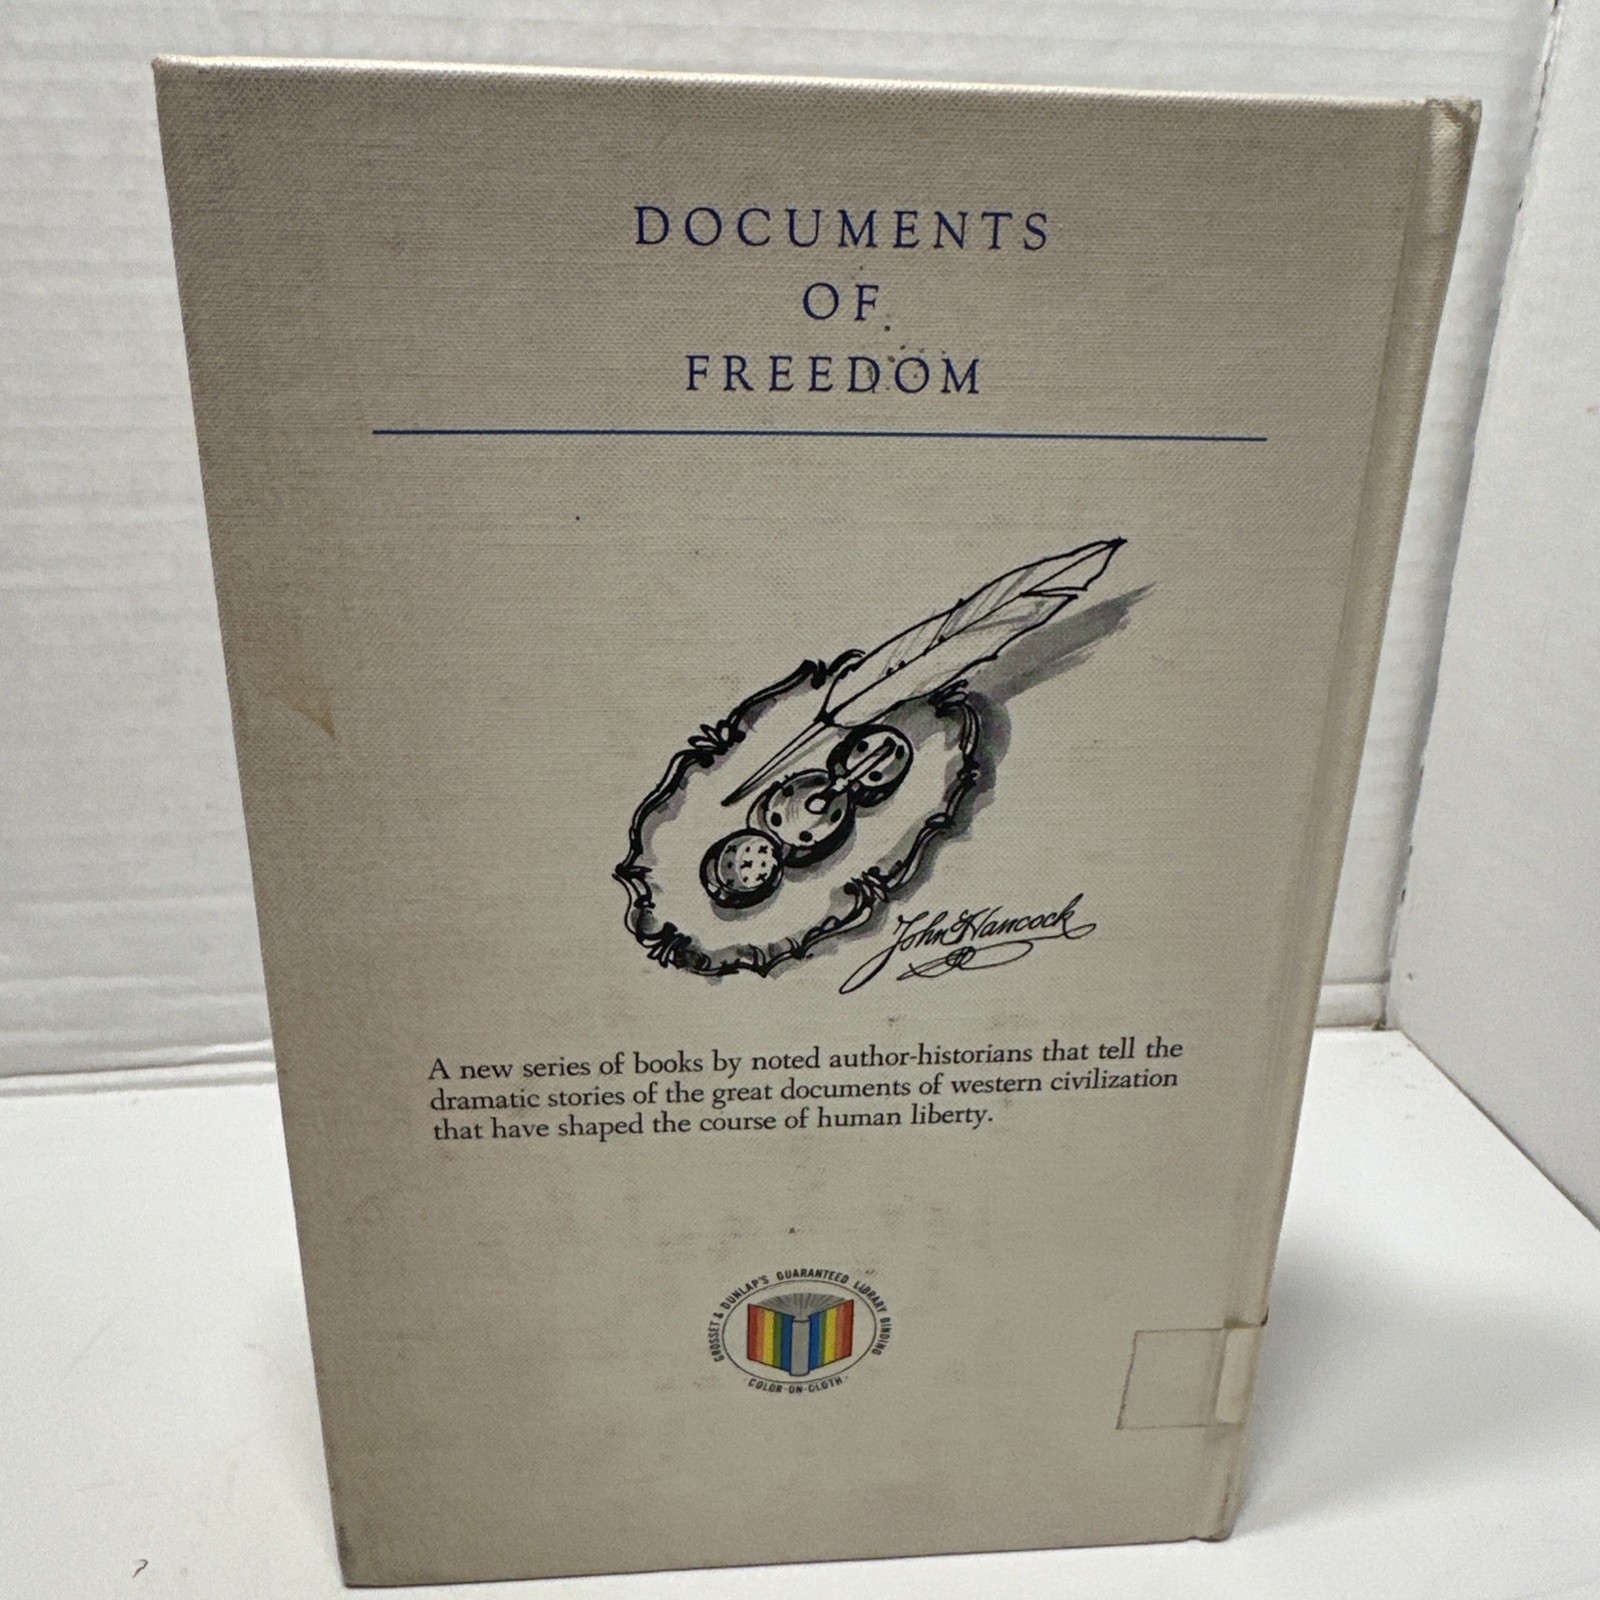 DOCUMENTS
OF
FREEDOM
John Hancock
A new series of books by noted author-historians that tell the
dramatic stories of the great documents of western civilization
that have shaped the course of human liberty.
GROSSET & DUNLAP'S GUARANTEED LIBRARY BINDING
· COLOR-ON-CLOTH ·